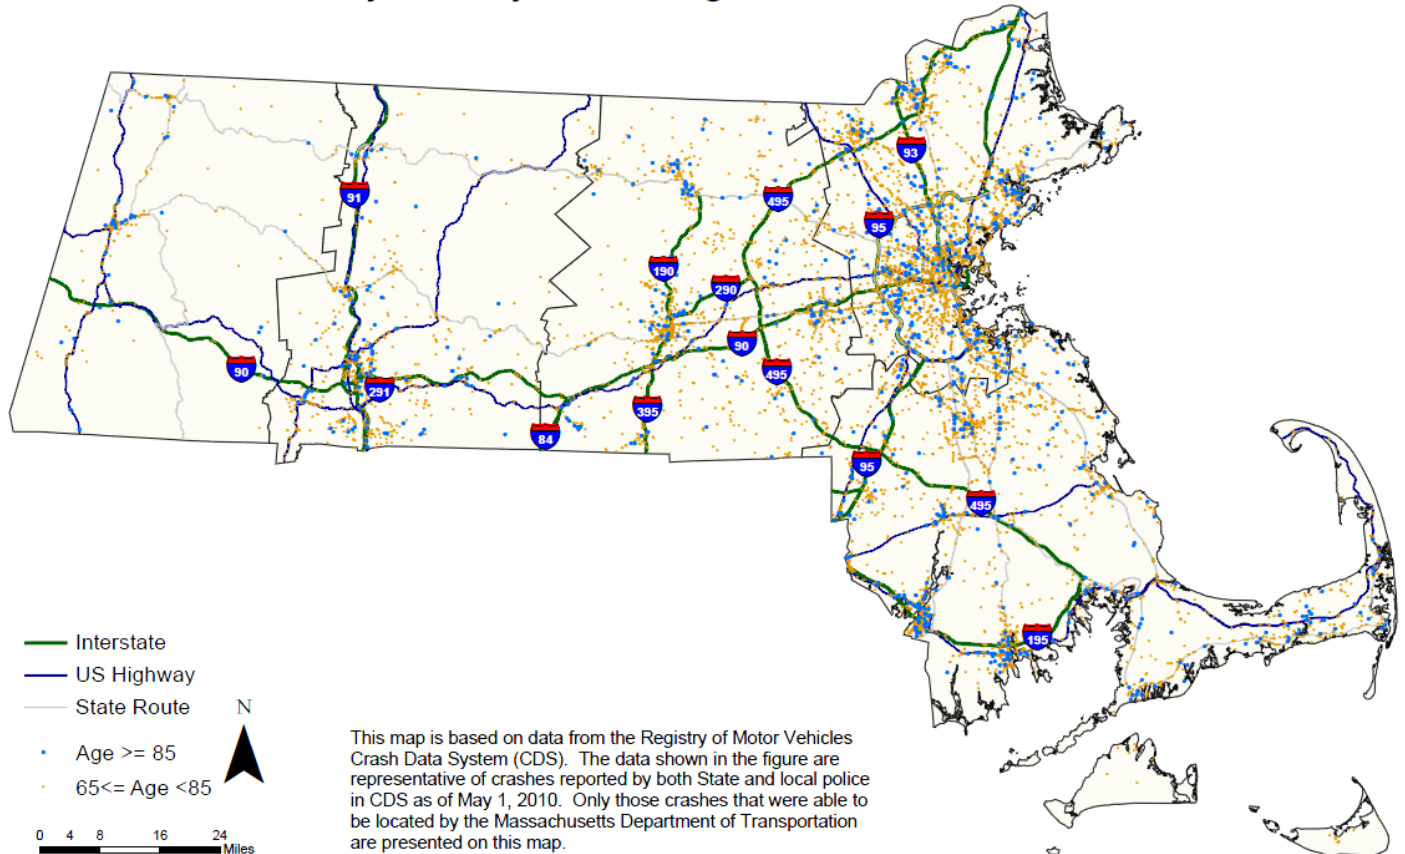 93
91
495
95
190
290
90
90
495
291
395
84
95
495
195
Interstate
US Highway
State Route
N
Age >= 85
65<= Age <85
0 4 8 16 24
Miles
This map is based on data from the Registry of Motor Vehicles
Crash Data System (CDS). The data shown in the figure are
representative of crashes reported by both State and local police
in CDS as of May 1, 2010. Only those crashes that were able to
be located by the Massachusetts Department of Transportation
are presented on this map.